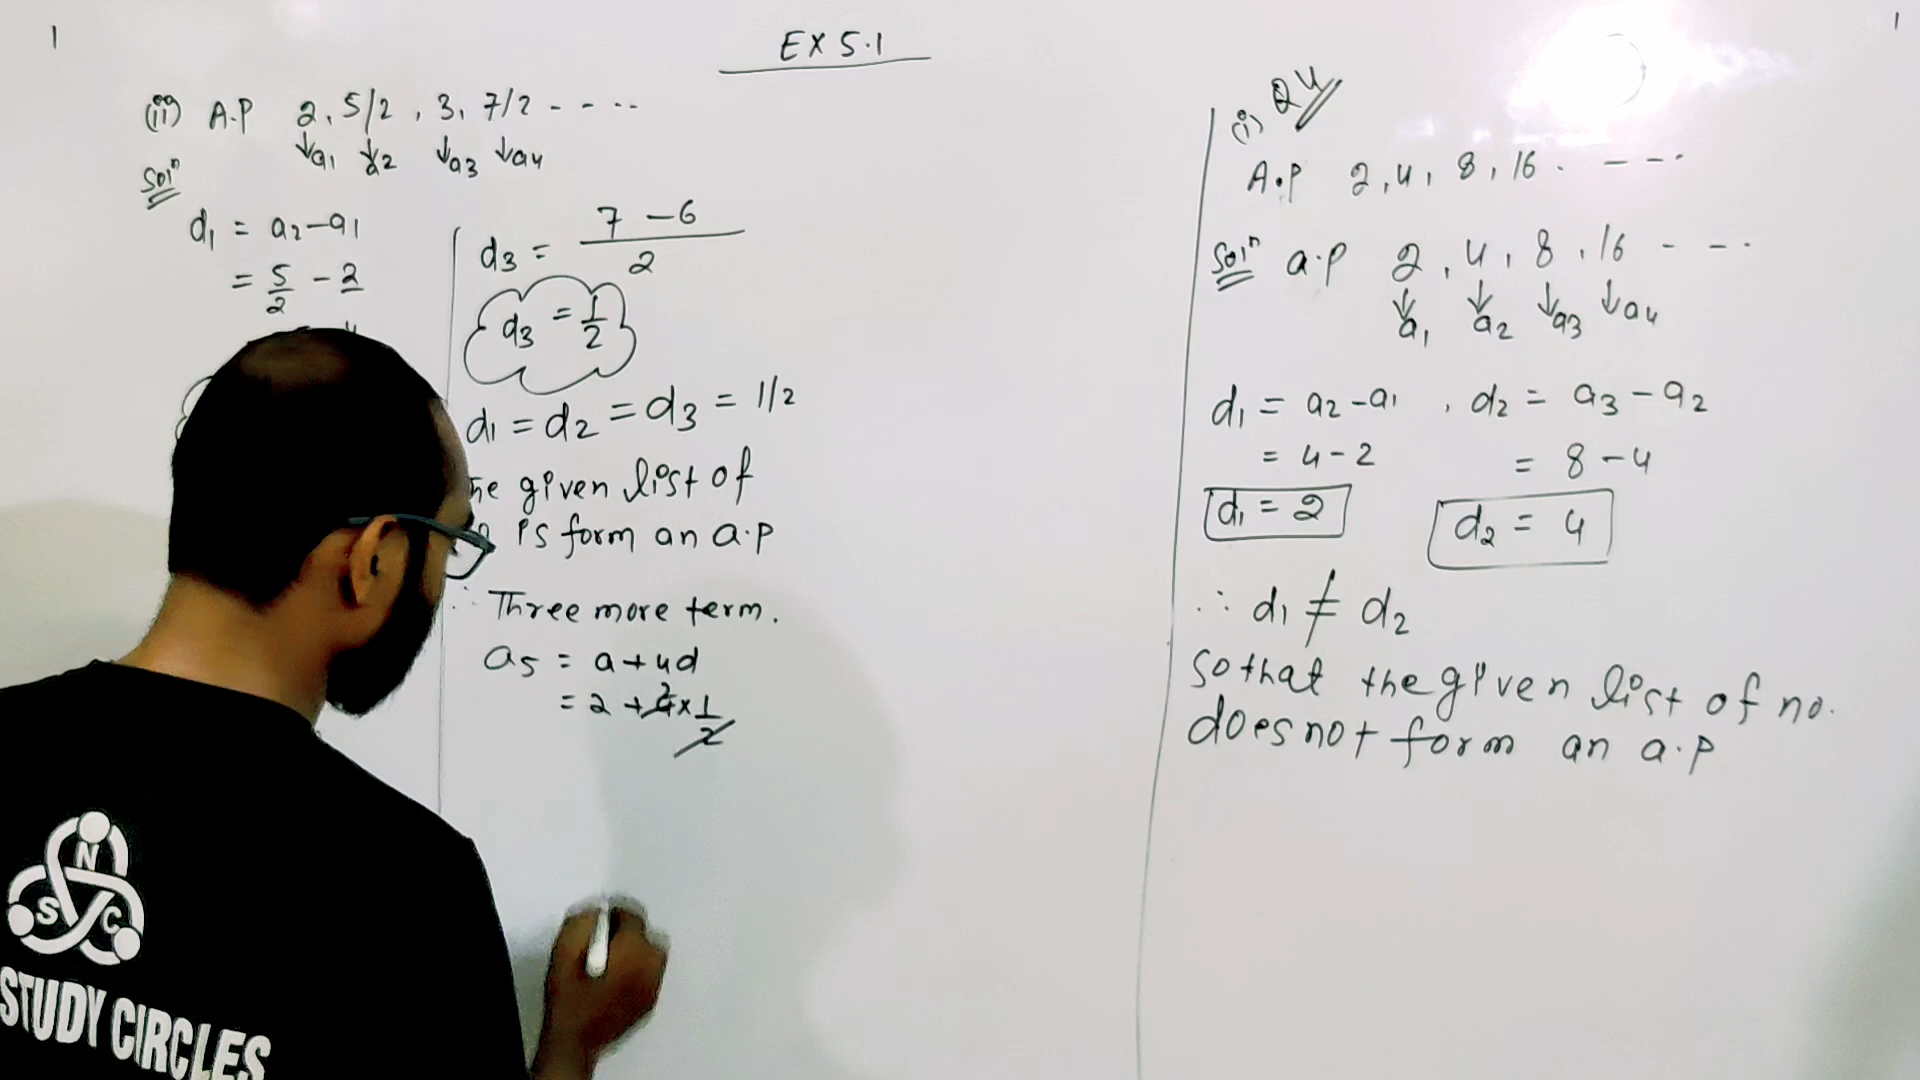 EX 5.1
(ii) A.P 2, 5/2, 3, 7/2 - - - -
↓a1 ↓a2 ↓a3 ↓a4
Solⁿ
d1 = a2-a1
= 5/2 - 2
d3 = 7 - 6 / 2
d3 = 1/2
d1 = d2 = d3 = 1/2
given list of
is form an a.p
∴ Three more term.
a5 = a+4d
= 2 + 4 x 1/2
(i) Q4
A.P 2, 4, 8, 16. - - -
Solⁿ a.p 2, 4, 8, 16 - - -
↓a1 ↓a2 ↓a3 ↓a4
d1 = a2-a1 , d2 = a3-a2
= 4-2 = 8-4
d1 = 2 d2 = 4
∴ d1 ≠ d2
so that the given list of no.
does not form an a.p
N
S C
STUDY CIRCLES